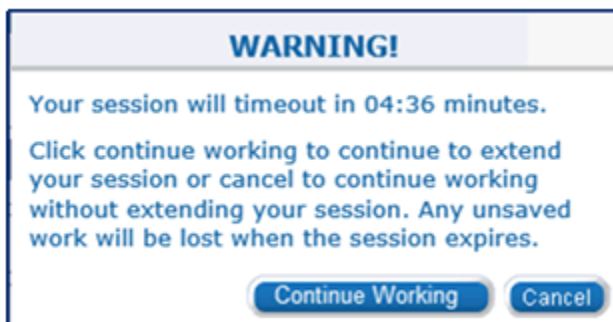 WARNING!
Your session will timeout in 04:36 minutes.
Click continue working to continue to extend
your session or cancel to continue working
without extending your session. Any unsaved
work will be lost when the session expires.
Continue Working Cancel